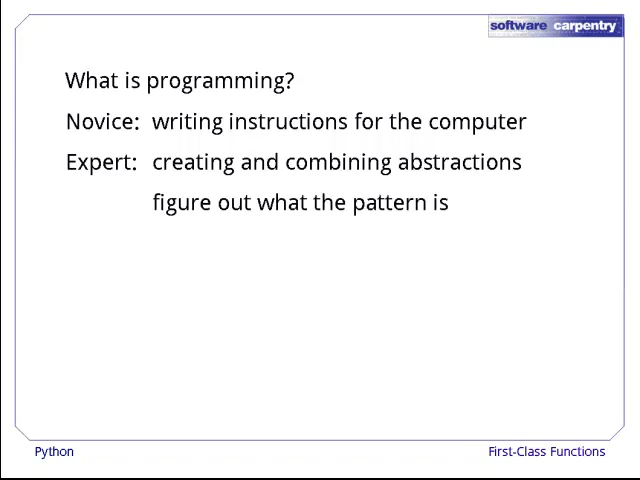 software carpentry
What is programming?
Novice: writing instructions for the computer
Expert: creating and combining abstractions
figure out what the pattern is
Python First-Class Functions